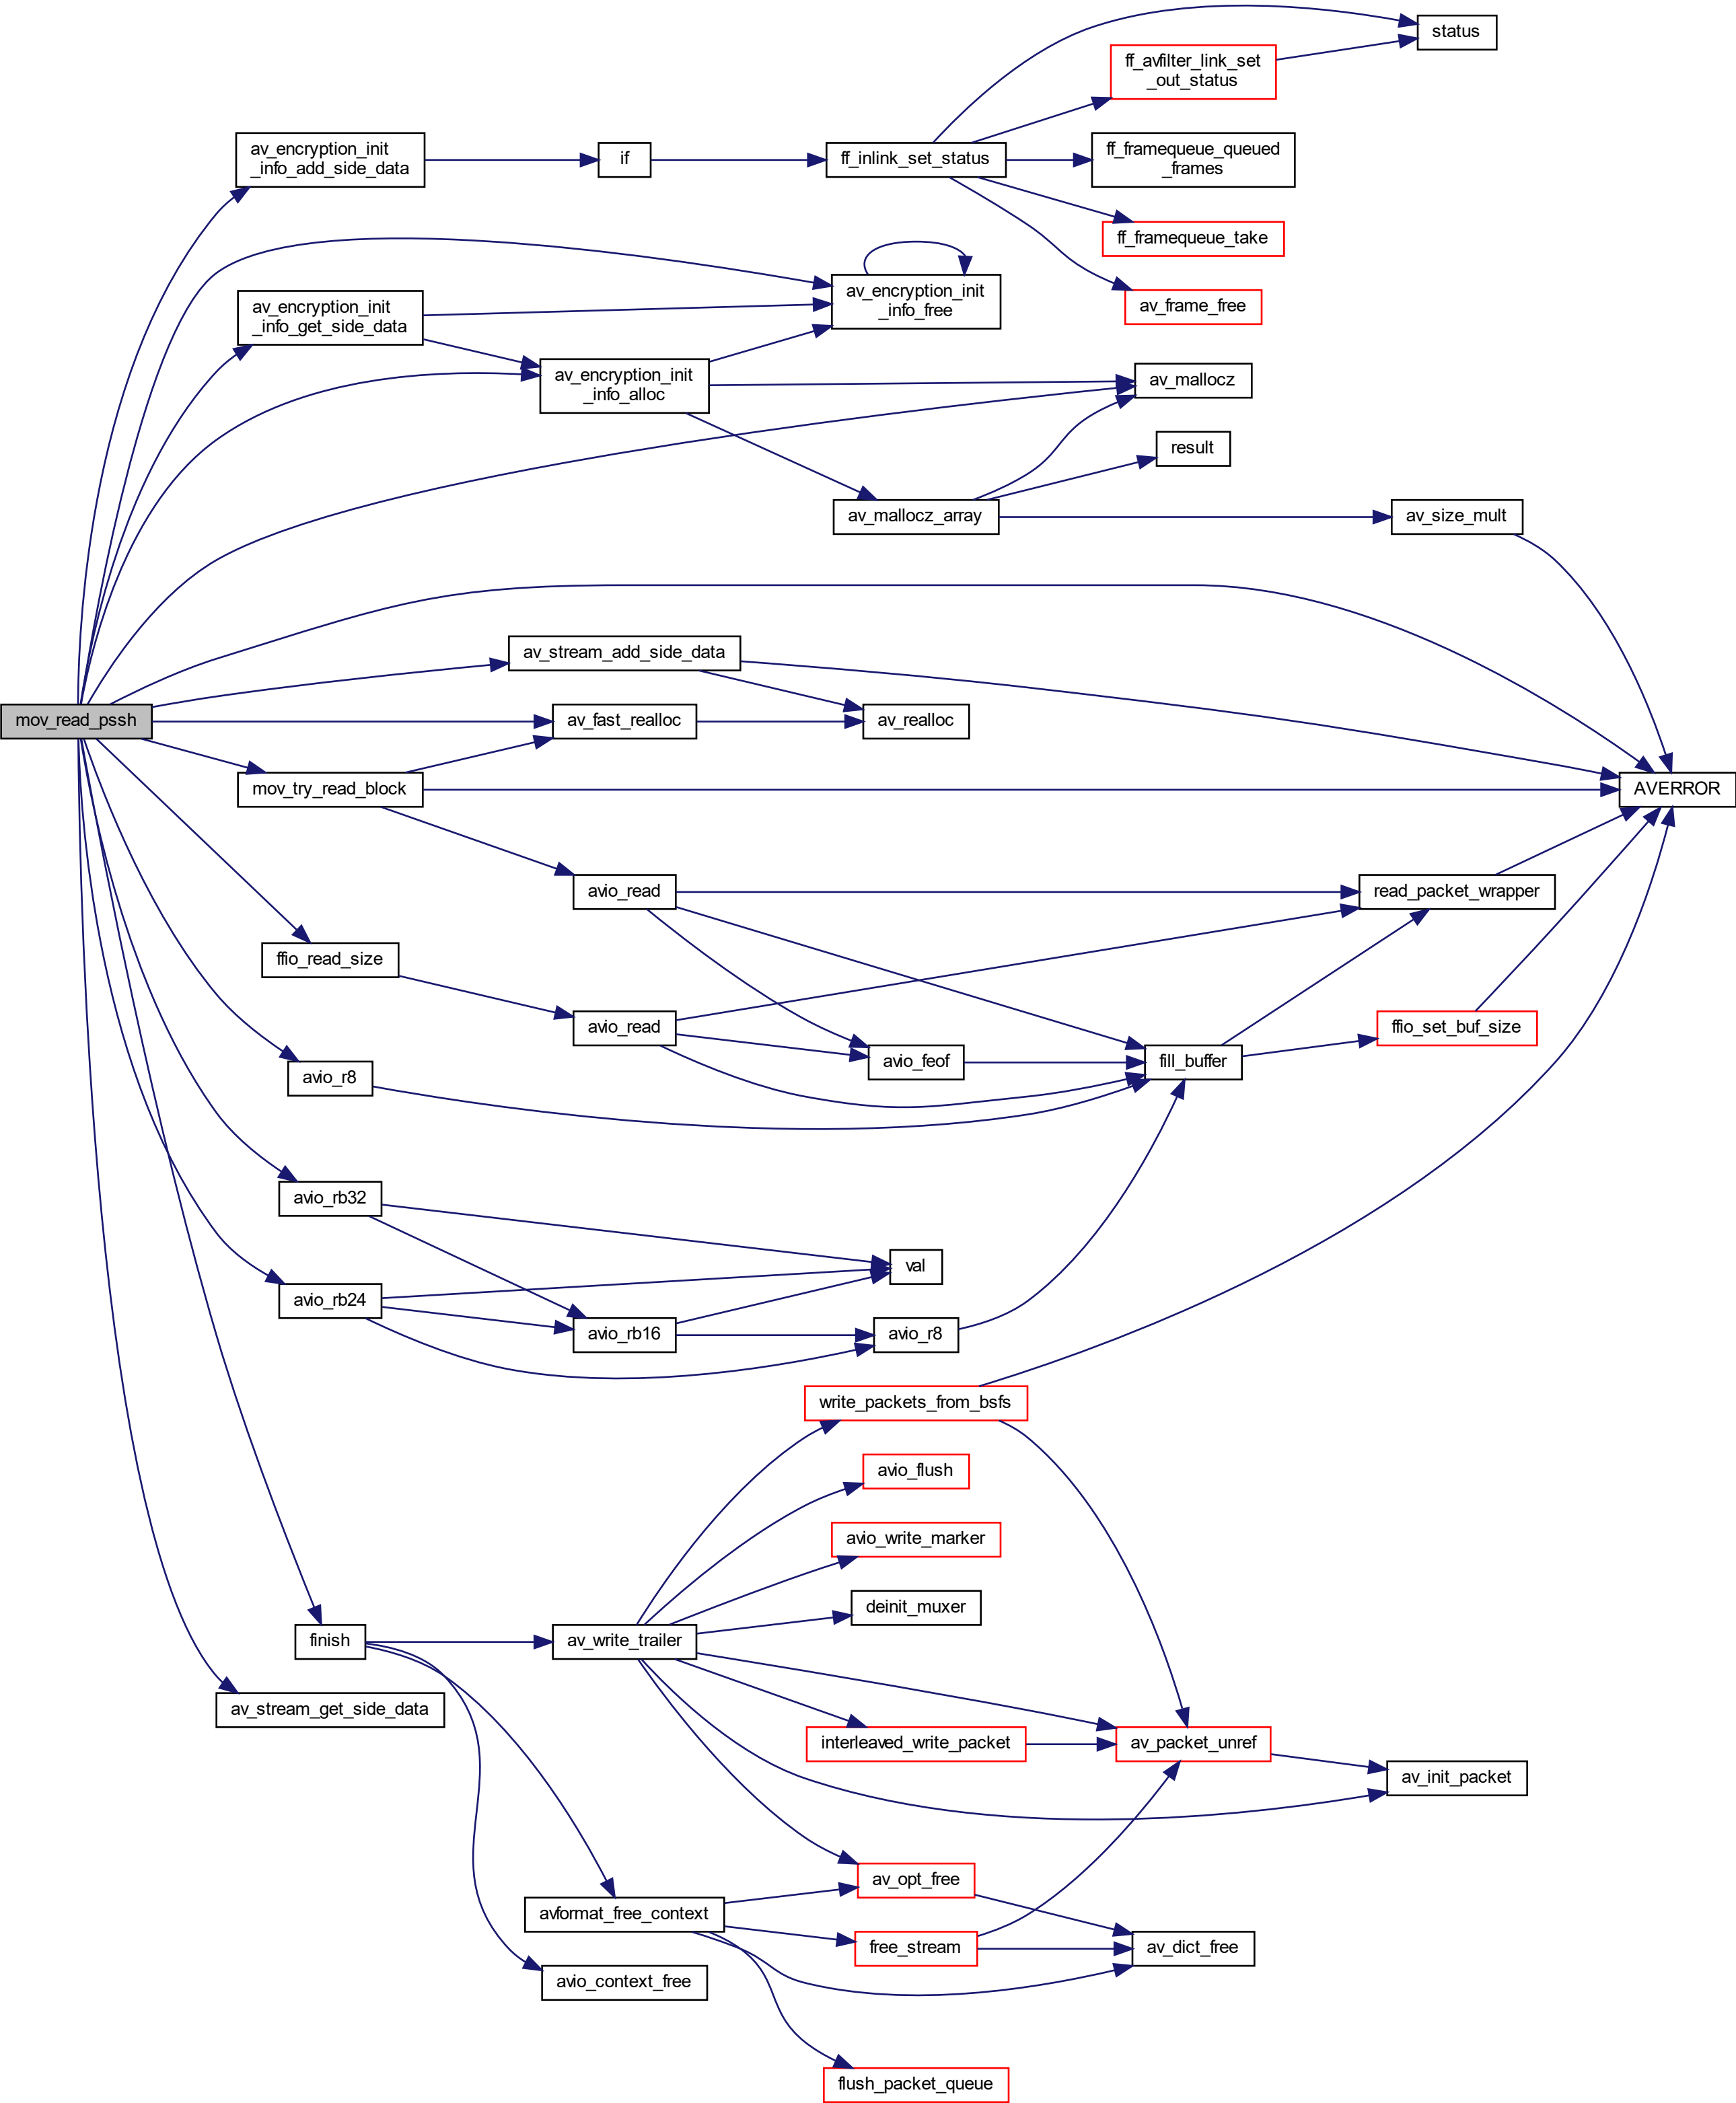 status
ff_avfilter_link_set
_out_status
av_encryption_init
_info_add_side_data
if
ff_inlink_set_status
ff_framequeue_queued
_frames
ff_framequeue_take
av_frame_free
av_encryption_init
_info_free
av_encryption_init
_info_get_side_data
av_encryption_init
_info_alloc
av_mallocz
result
av_mallocz_array
av_size_mult
av_stream_add_side_data
mov_read_pssh
av_fast_realloc
av_realloc
mov_try_read_block
AVERROR
avio_read
read_packet_wrapper
ffio_read_size
avio_read
ffio_set_buf_size
avio_feof
fill_buffer
avio_r8
avio_rb32
val
avio_rb24
avio_rb16
avio_r8
write_packets_from_bsfs
avio_flush
avio_write_marker
deinit_muxer
finish
av_write_trailer
av_stream_get_side_data
interleaved_write_packet
av_packet_unref
av_init_packet
av_opt_free
avformat_free_context
free_stream
av_dict_free
avio_context_free
flush_packet_queue